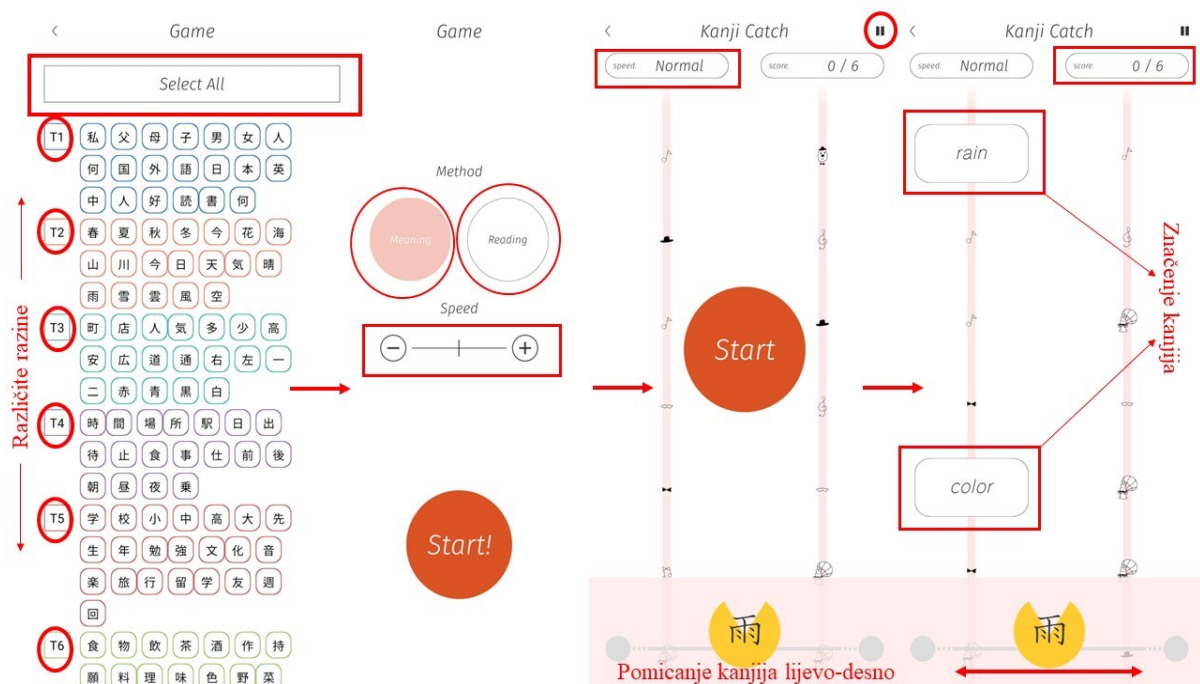 Game
Select All
Različite razine
T1
私 父 母 子 男 女 人
何 国 外 語 日 本 英
中 人 好 読 書 何
T2
春 夏 秋 冬 今 花 海
山 川 今 日 天 気 晴
雨 雪 雲 風 空
T3
町 店 人 気 多 少 高
安 広 道 通 右 左 一
二 赤 青 黒 白
T4
時 間 場 所 駅 日 出
待 止 食 事 仕 前 後
朝 昼 夜 乗
T5
学 校 小 中 高 大 先
生 年 勉 強 文 化 音
楽 旅 行 留 学 友 週
回
T6
食 物 飲 茶 酒 作 持
願 料 理 味 色 野 菜
Game
Method
Meaning
Reading
Speed
Start!
Kanji Catch
speed. Normal
score. 0 / 6
Start
雨
Kanji Catch
speed. Normal
score. 0 / 6
rain
color
Značenje kanjija
雨
Pomicanje kanjija lijevo-desno